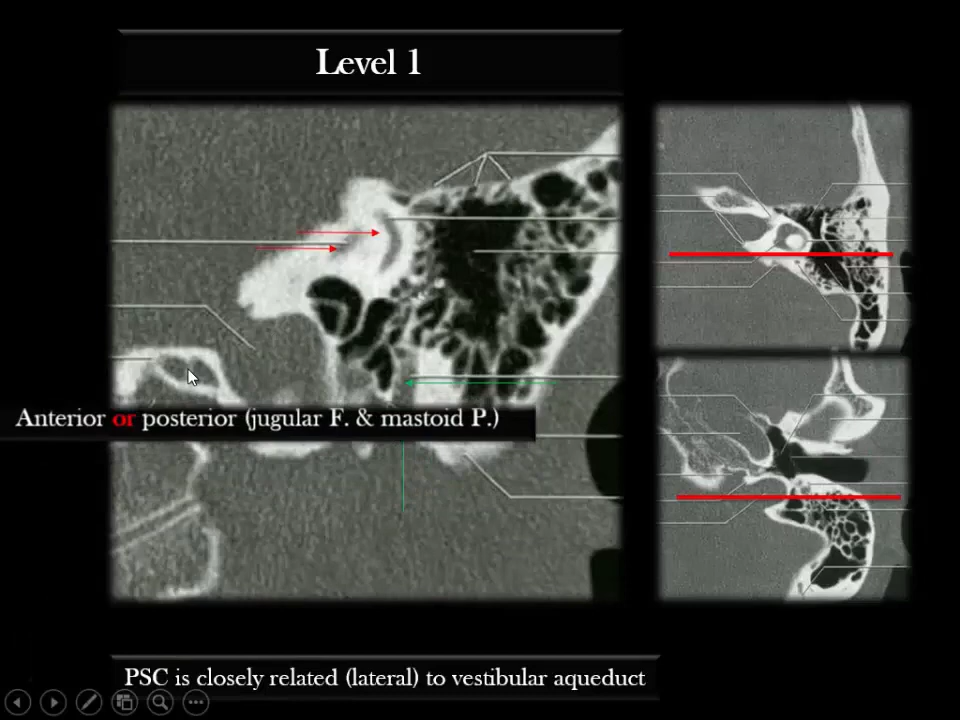 Level 1
Anterior or posterior (jugular F. & mastoid P.)
PSC is closely related (lateral) to vestibular aqueduct